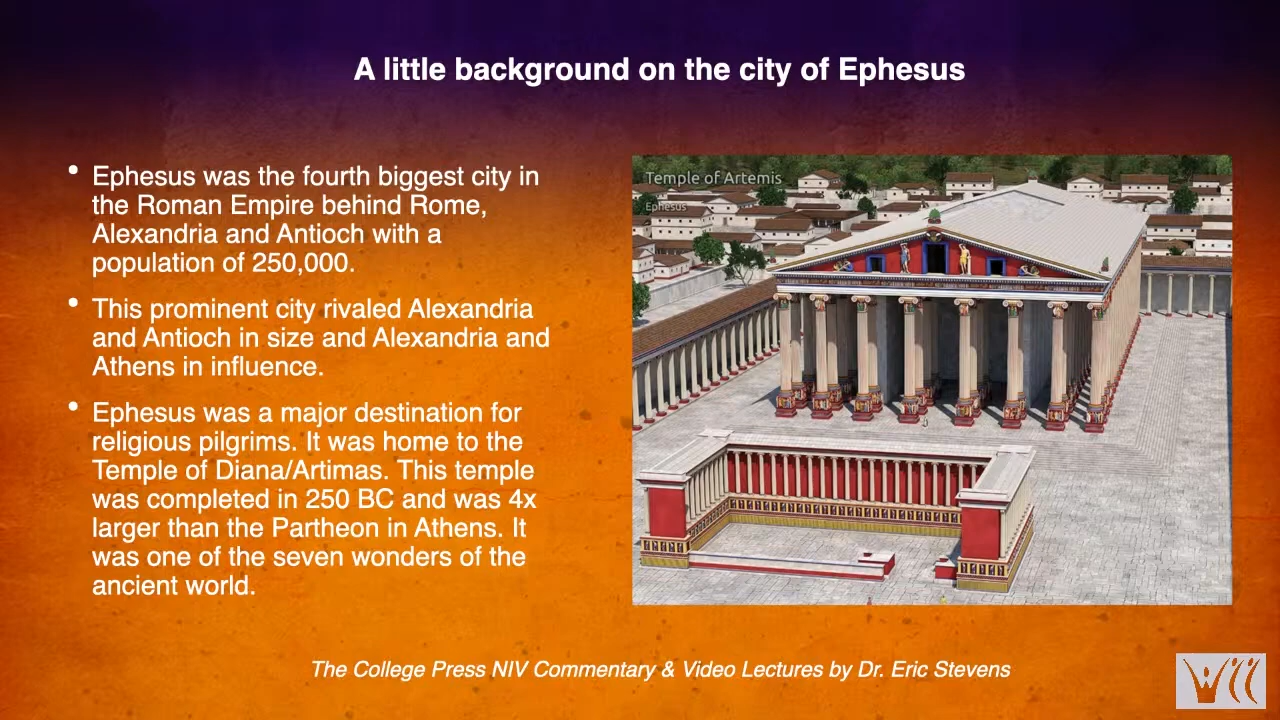 A little background on the city of Ephesus
• Ephesus was the fourth biggest city in
the Roman Empire behind Rome,
Alexandria and Antioch with a
population of 250,000.
• This prominent city rivaled Alexandria
and Antioch in size and Alexandria and
Athens in influence.
• Ephesus was a major destination for
religious pilgrims. It was home to the
Temple of Diana/Artimas. This temple
was completed in 250 BC and was 4x
larger than the Partheon in Athens. It
was one of the seven wonders of the
ancient world.
Temple of Artemis
Ephesus
The College Press NIV Commentary & Video Lectures by Dr. Eric Stevens